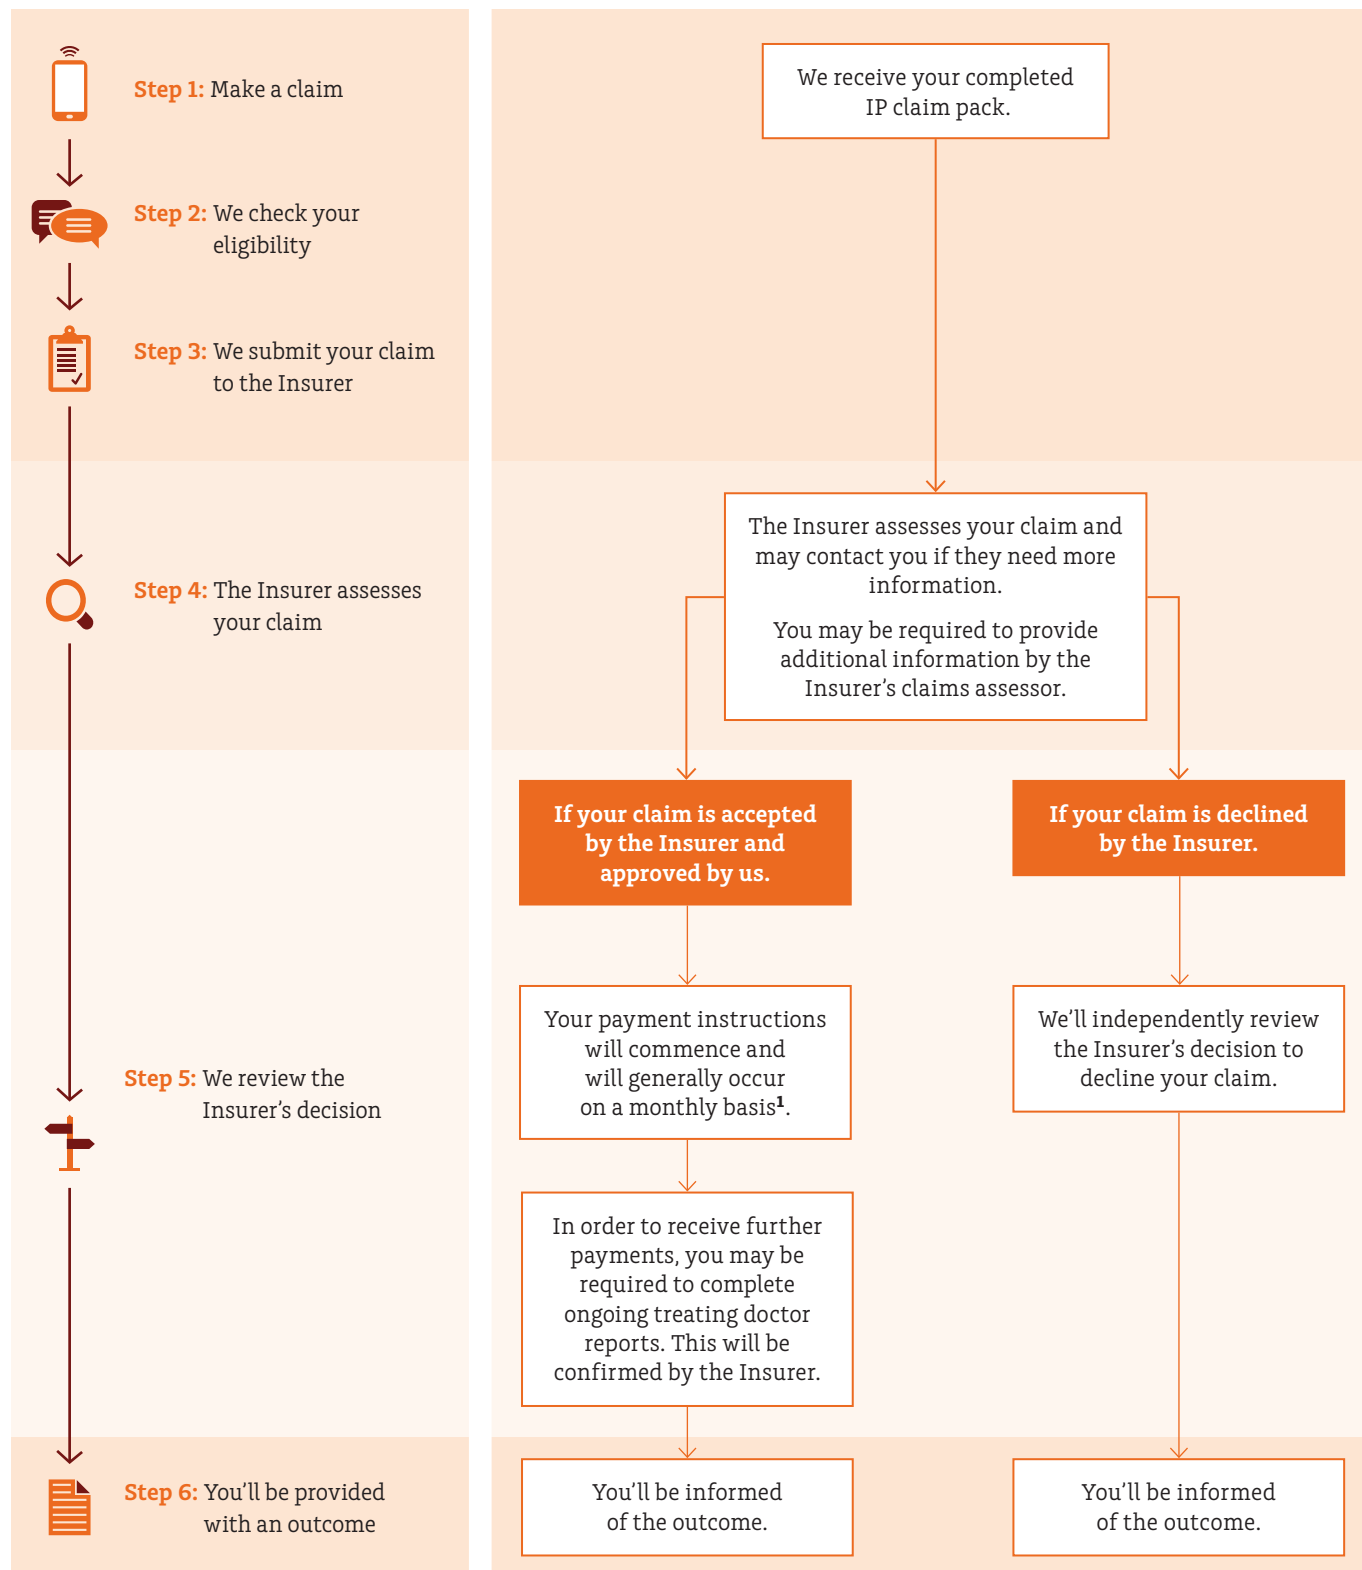 Step 1: Make a claim
Step 2: We check your
eligibility
Step 3: We submit your claim
to the Insurer
Step 4: The Insurer assesses
your claim
Step 5: We review the
Insurer’s decision
Step 6: You’ll be provided
with an outcome
We receive your completed
IP claim pack.
The Insurer assesses your claim and
may contact you if they need more
information.
You may be required to provide
additional information by the
Insurer’s claims assessor.
If your claim is accepted
by the Insurer and
approved by us.
Your payment instructions
will commence and
will generally occur
on a monthly basis¹.
In order to receive further
payments, you may be
required to complete
ongoing treating doctor
reports. This will be
confirmed by the Insurer.
You’ll be informed
of the outcome.
If your claim is declined
by the Insurer.
We’ll independently review
the Insurer’s decision to
decline your claim.
You’ll be informed
of the outcome.